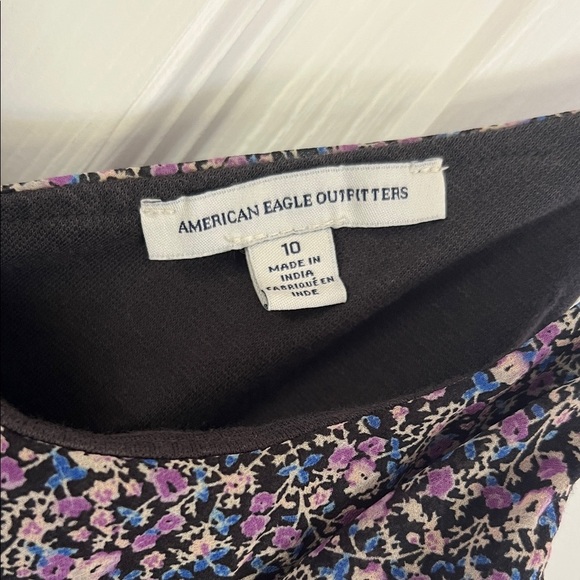 AMERICAN EAGLE OUTFITTERS
10
MADE IN
INDIA
FABRIQUÉ EN
INDE